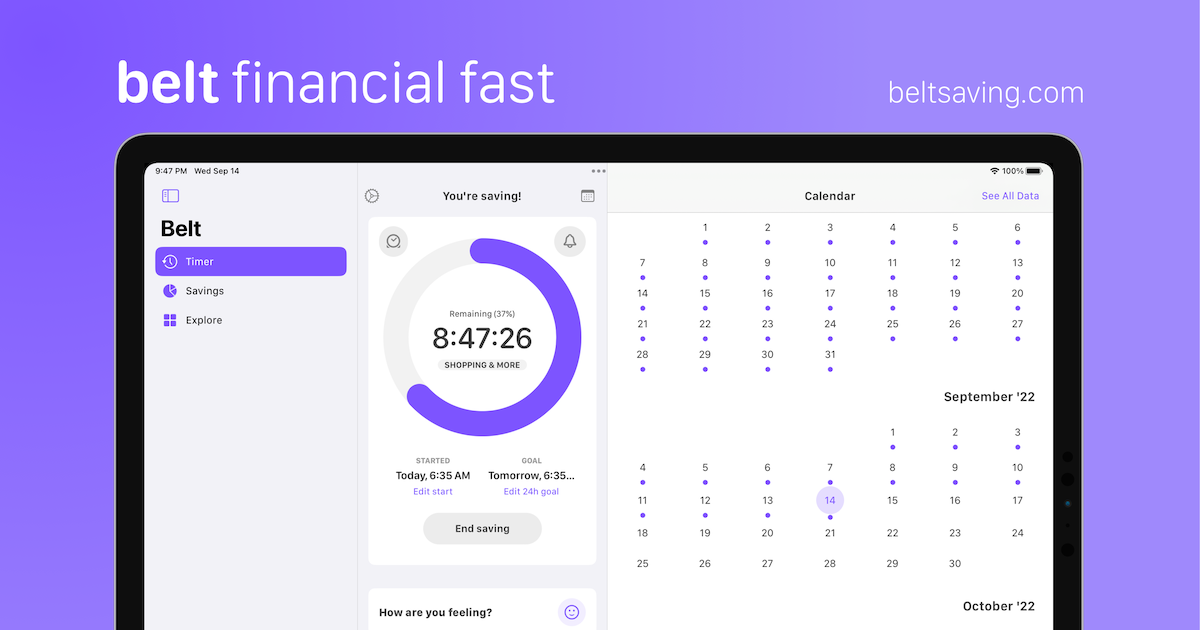 belt financial fast
beltsaving.com
9:47 PM Wed Sep 14
100%
Belt
Timer
Savings
Explore
You're saving!
Remaining (37%)
8:47:26
SHOPPING & MORE
STARTED
GOAL
Today, 6:35 AM
Tomorrow, 6:35...
Edit start
Edit 24h goal
End saving
How are you feeling?
Calendar
See All Data
1 2 3 4 5 6
7 8 9 10 11 12 13
14 15 16 17 18 19 20
21 22 23 24 25 26 27
28 29 30 31
September '22
1 2 3
4 5 6 7 8 9 10
11 12 13 14 15 16 17
18 19 20 21 22 23 24
25 26 27 28 29 30
October '22